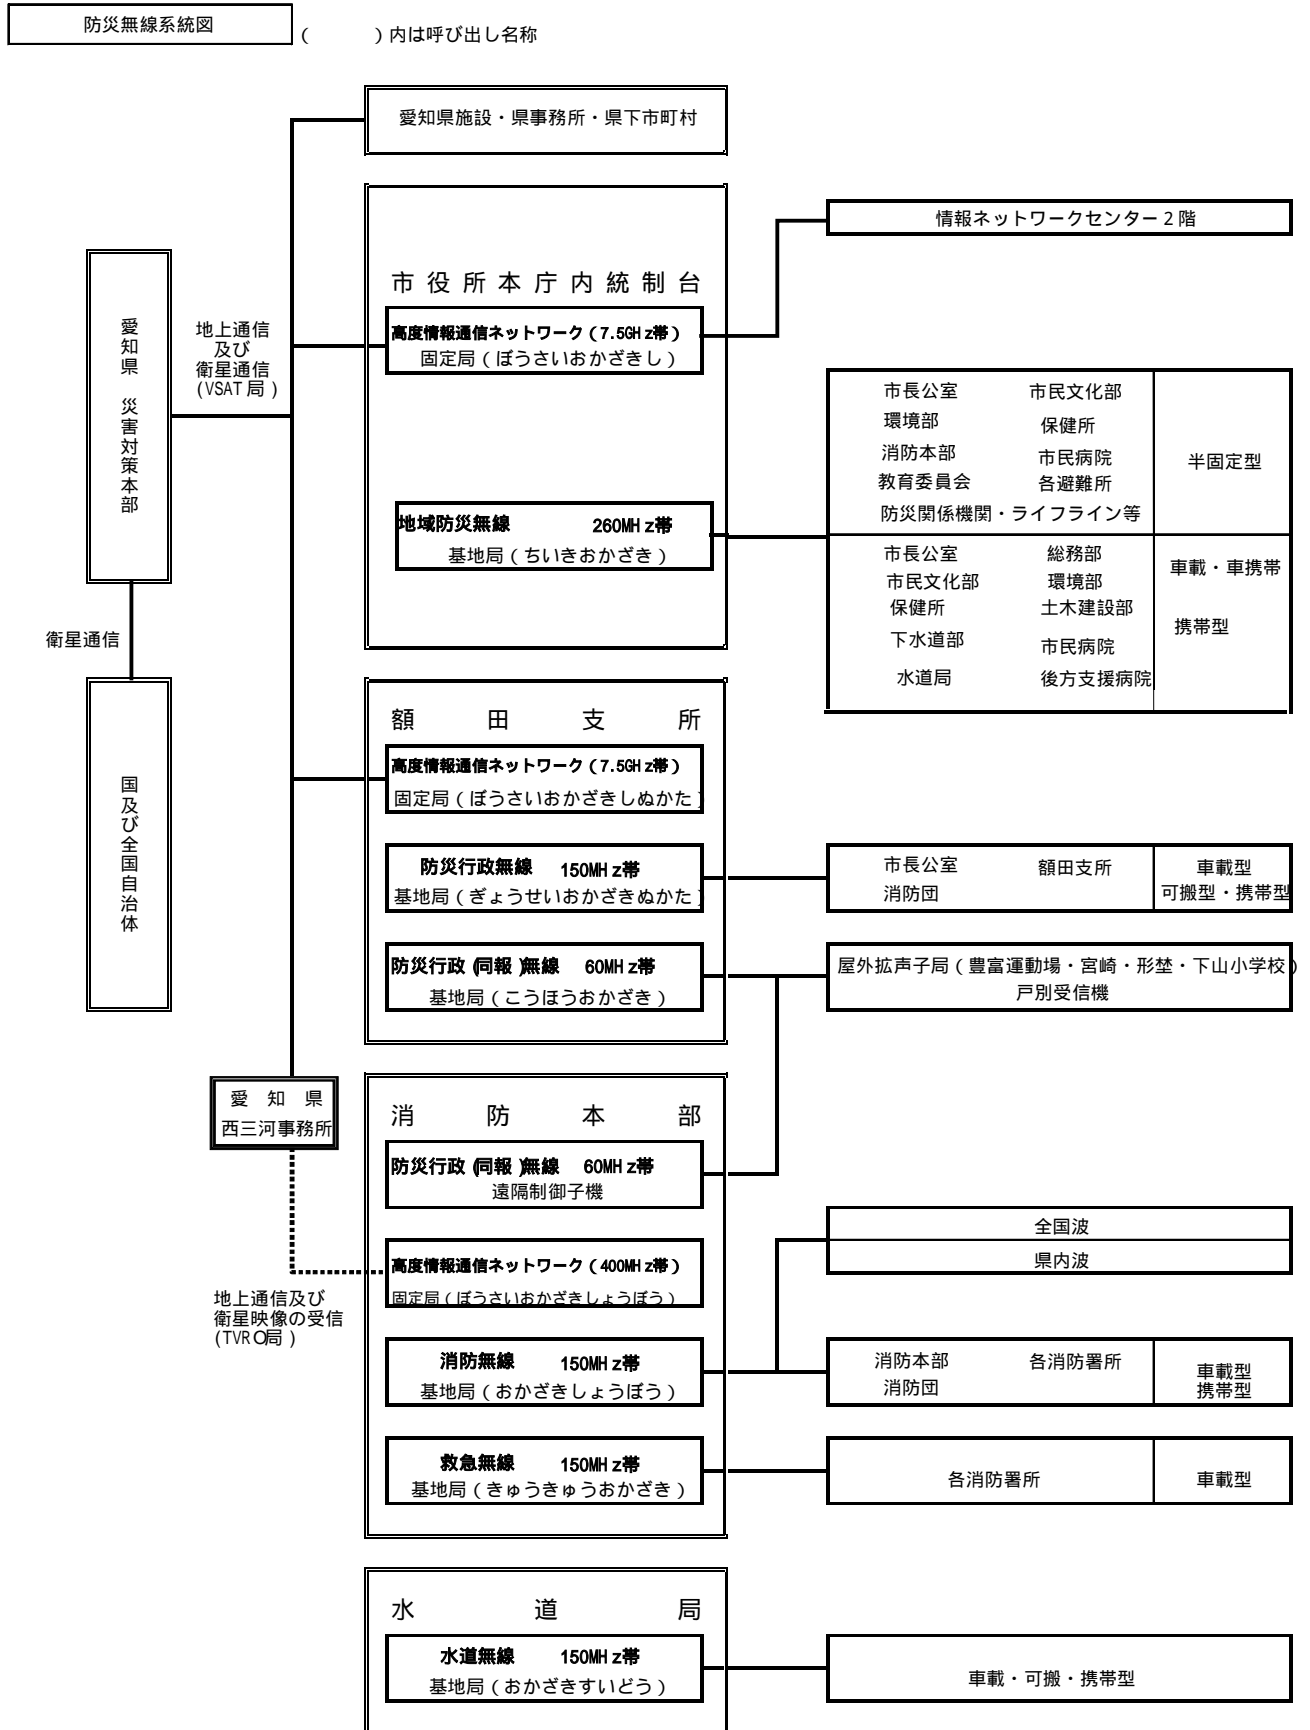 防災無線系統図
(　　　)内は呼び出し名称
愛知県施設・県事務所・県下市町村
市役所本庁内統制台
高度情報通信ネットワーク(7.5GHz帯)
固定局(ぼうさいおかざきし)
地域防災無線 260MHz帯
基地局(ちいきおかざき)
情報ネットワークセンター2階
愛知県 災害対策本部
地上通信
及び
衛星通信
(VSAT局)
市長公室 市民文化部
環境部 保健所
消防本部 市民病院
教育委員会 各避難所
防災関係機関・ライフライン等
半固定型
市長公室 総務部
市民文化部 環境部
保健所 土木建設部
下水道部 市民病院
水道局 後方支援病院
車載・車携帯
携帯型
衛星通信
国及び全国自治体
額田支所
高度情報通信ネットワーク(7.5GHz帯)
固定局(ぼうさいおかざきしぬかた)
防災行政無線 150MHz帯
基地局(ぎょうせいおかざきぬかた)
市長公室 額田支所
消防団
車載型
可搬型・携帯型
防災行政(同報)無線 60MHz帯
基地局(こうほうおかざき)
屋外拡声子局(豊富運動場・宮崎・形埜・下山小学校)
戸別受信機
愛知県
西三河事務所
消防本部
防災行政(同報)無線 60MHz帯
遠隔制御子機
高度情報通信ネットワーク(400MHz帯)
固定局(ぼうさいおかざきしょうぼう)
地上通信及び
衛星映像の受信
(TVRO局)
全国波
県内波
消防無線 150MHz帯
基地局(おかざきしょうぼう)
消防本部 各消防署所
消防団
車載型
携帯型
救急無線 150MHz帯
基地局(きゅうきゅうおかざき)
各消防署所
車載型
水道局
水道無線 150MHz帯
基地局(おかざきすいどう)
車載・可搬・携帯型